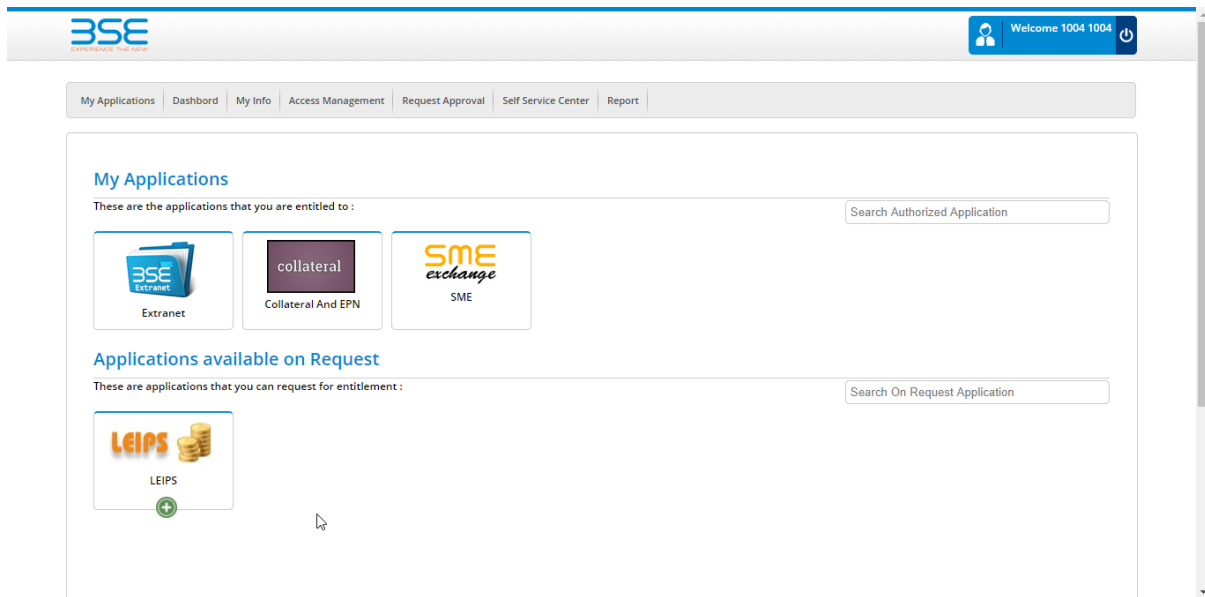 BSE
EXPERIENCE THE NEW
Welcome 1004 1004
My Applications Dashbord My Info Access Management Request Approval Self Service Center Report
My Applications
These are the applications that you are entitled to :
Search Authorized Application
BSE
Extranet
Extranet
collateral
Collateral And EPN
SME
exchange
SME
Applications available on Request
These are applications that you can request for entitlement :
Search On Request Application
LEIPS
LEIPS